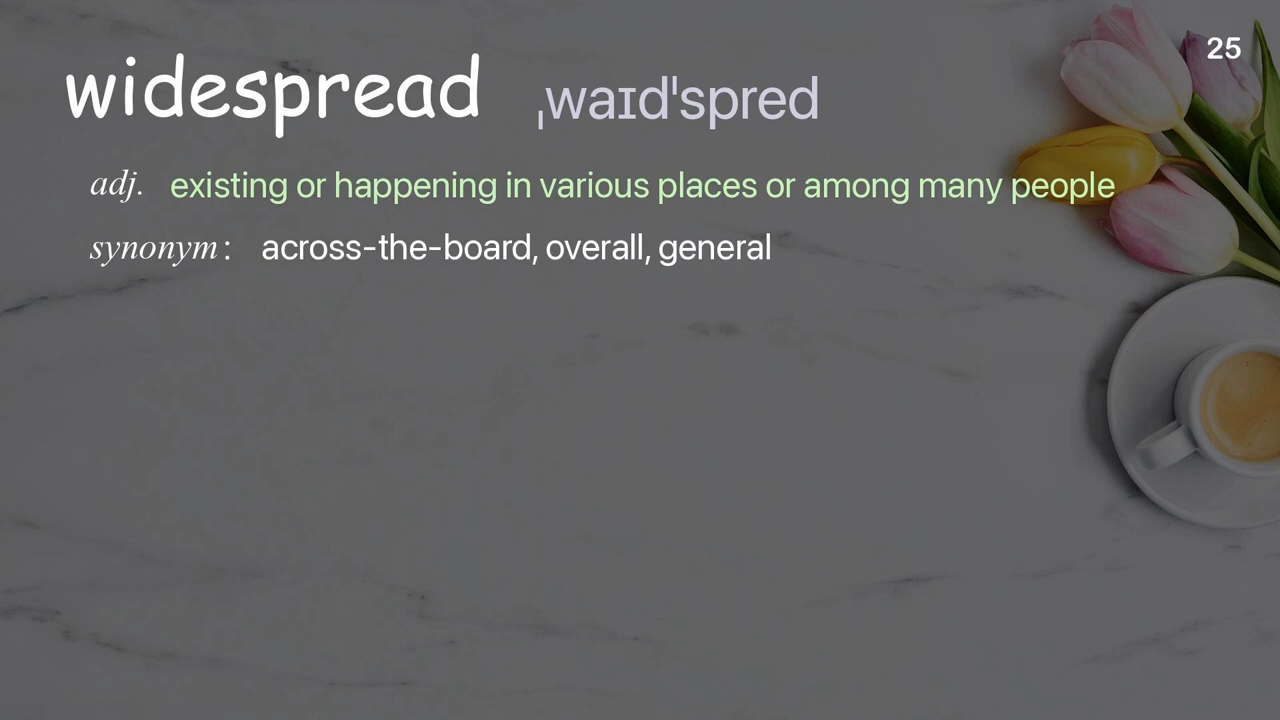 25
widespread ˌwaɪdˈspred
adj. existing or happening in various places or among many people
synonym: across-the-board, overall, general